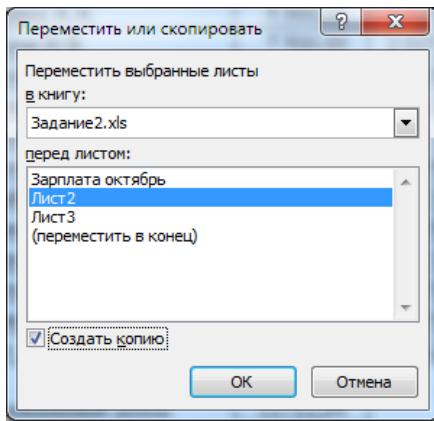 Переместить или скопировать
Переместить выбранные листы
в книгу:
Задание2.xls
перед листом:
Зарплата октябрь
Лист2
Лист3
(переместить в конец)
Создать копию
ОК
Отмена